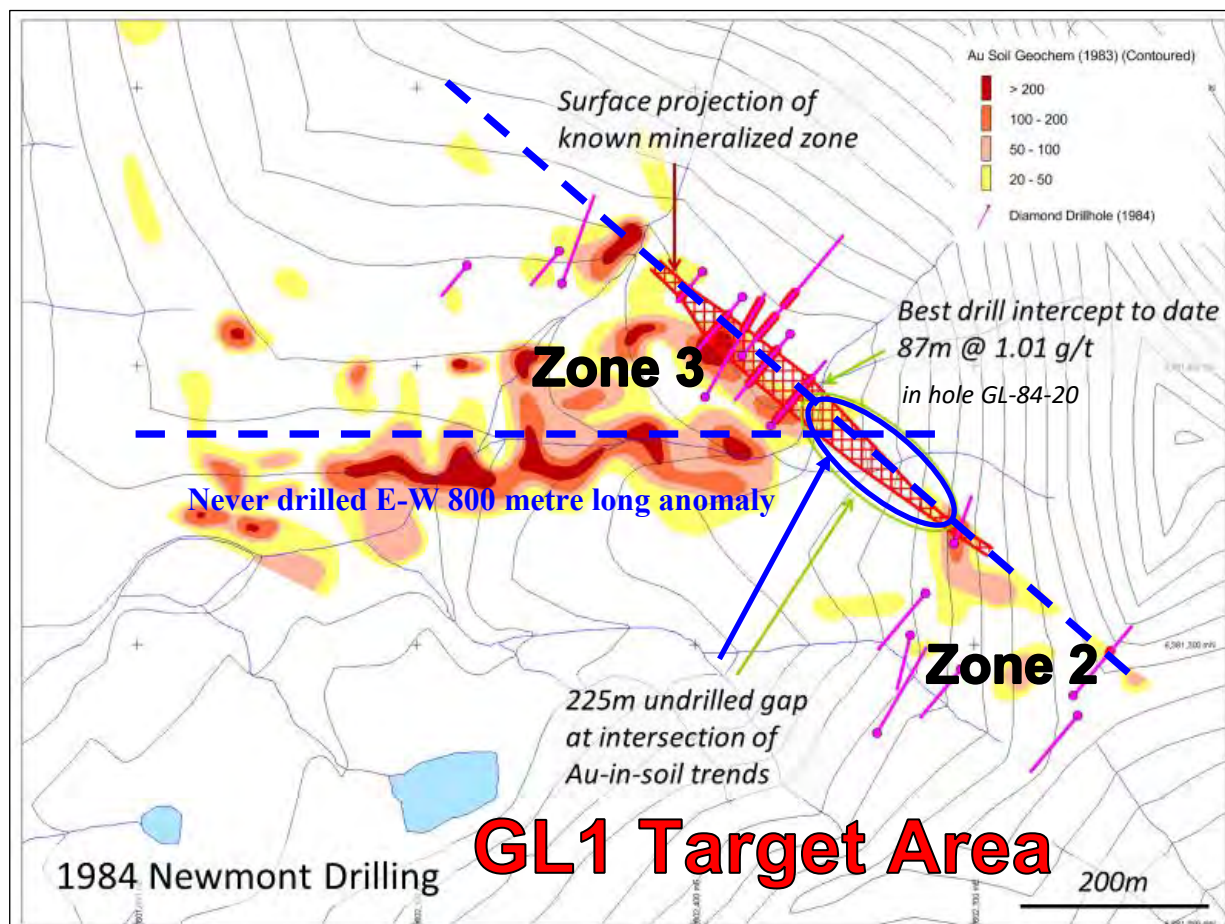 Au Soil Geochem (1983) (Contoured)
> 200
100 - 200
50 - 100
20 - 50
Diamond Drillhole (1984)
Surface projection of
known mineralized zone
Best drill intercept to date
87m @ 1.01 g/t
in hole GL-84-20
Zone 3
Never drilled E-W 800 metre long anomaly
Zone 2
225m undrilled gap
at intersection of
Au-in-soil trends
GL1 Target Area
1984 Newmont Drilling
200m